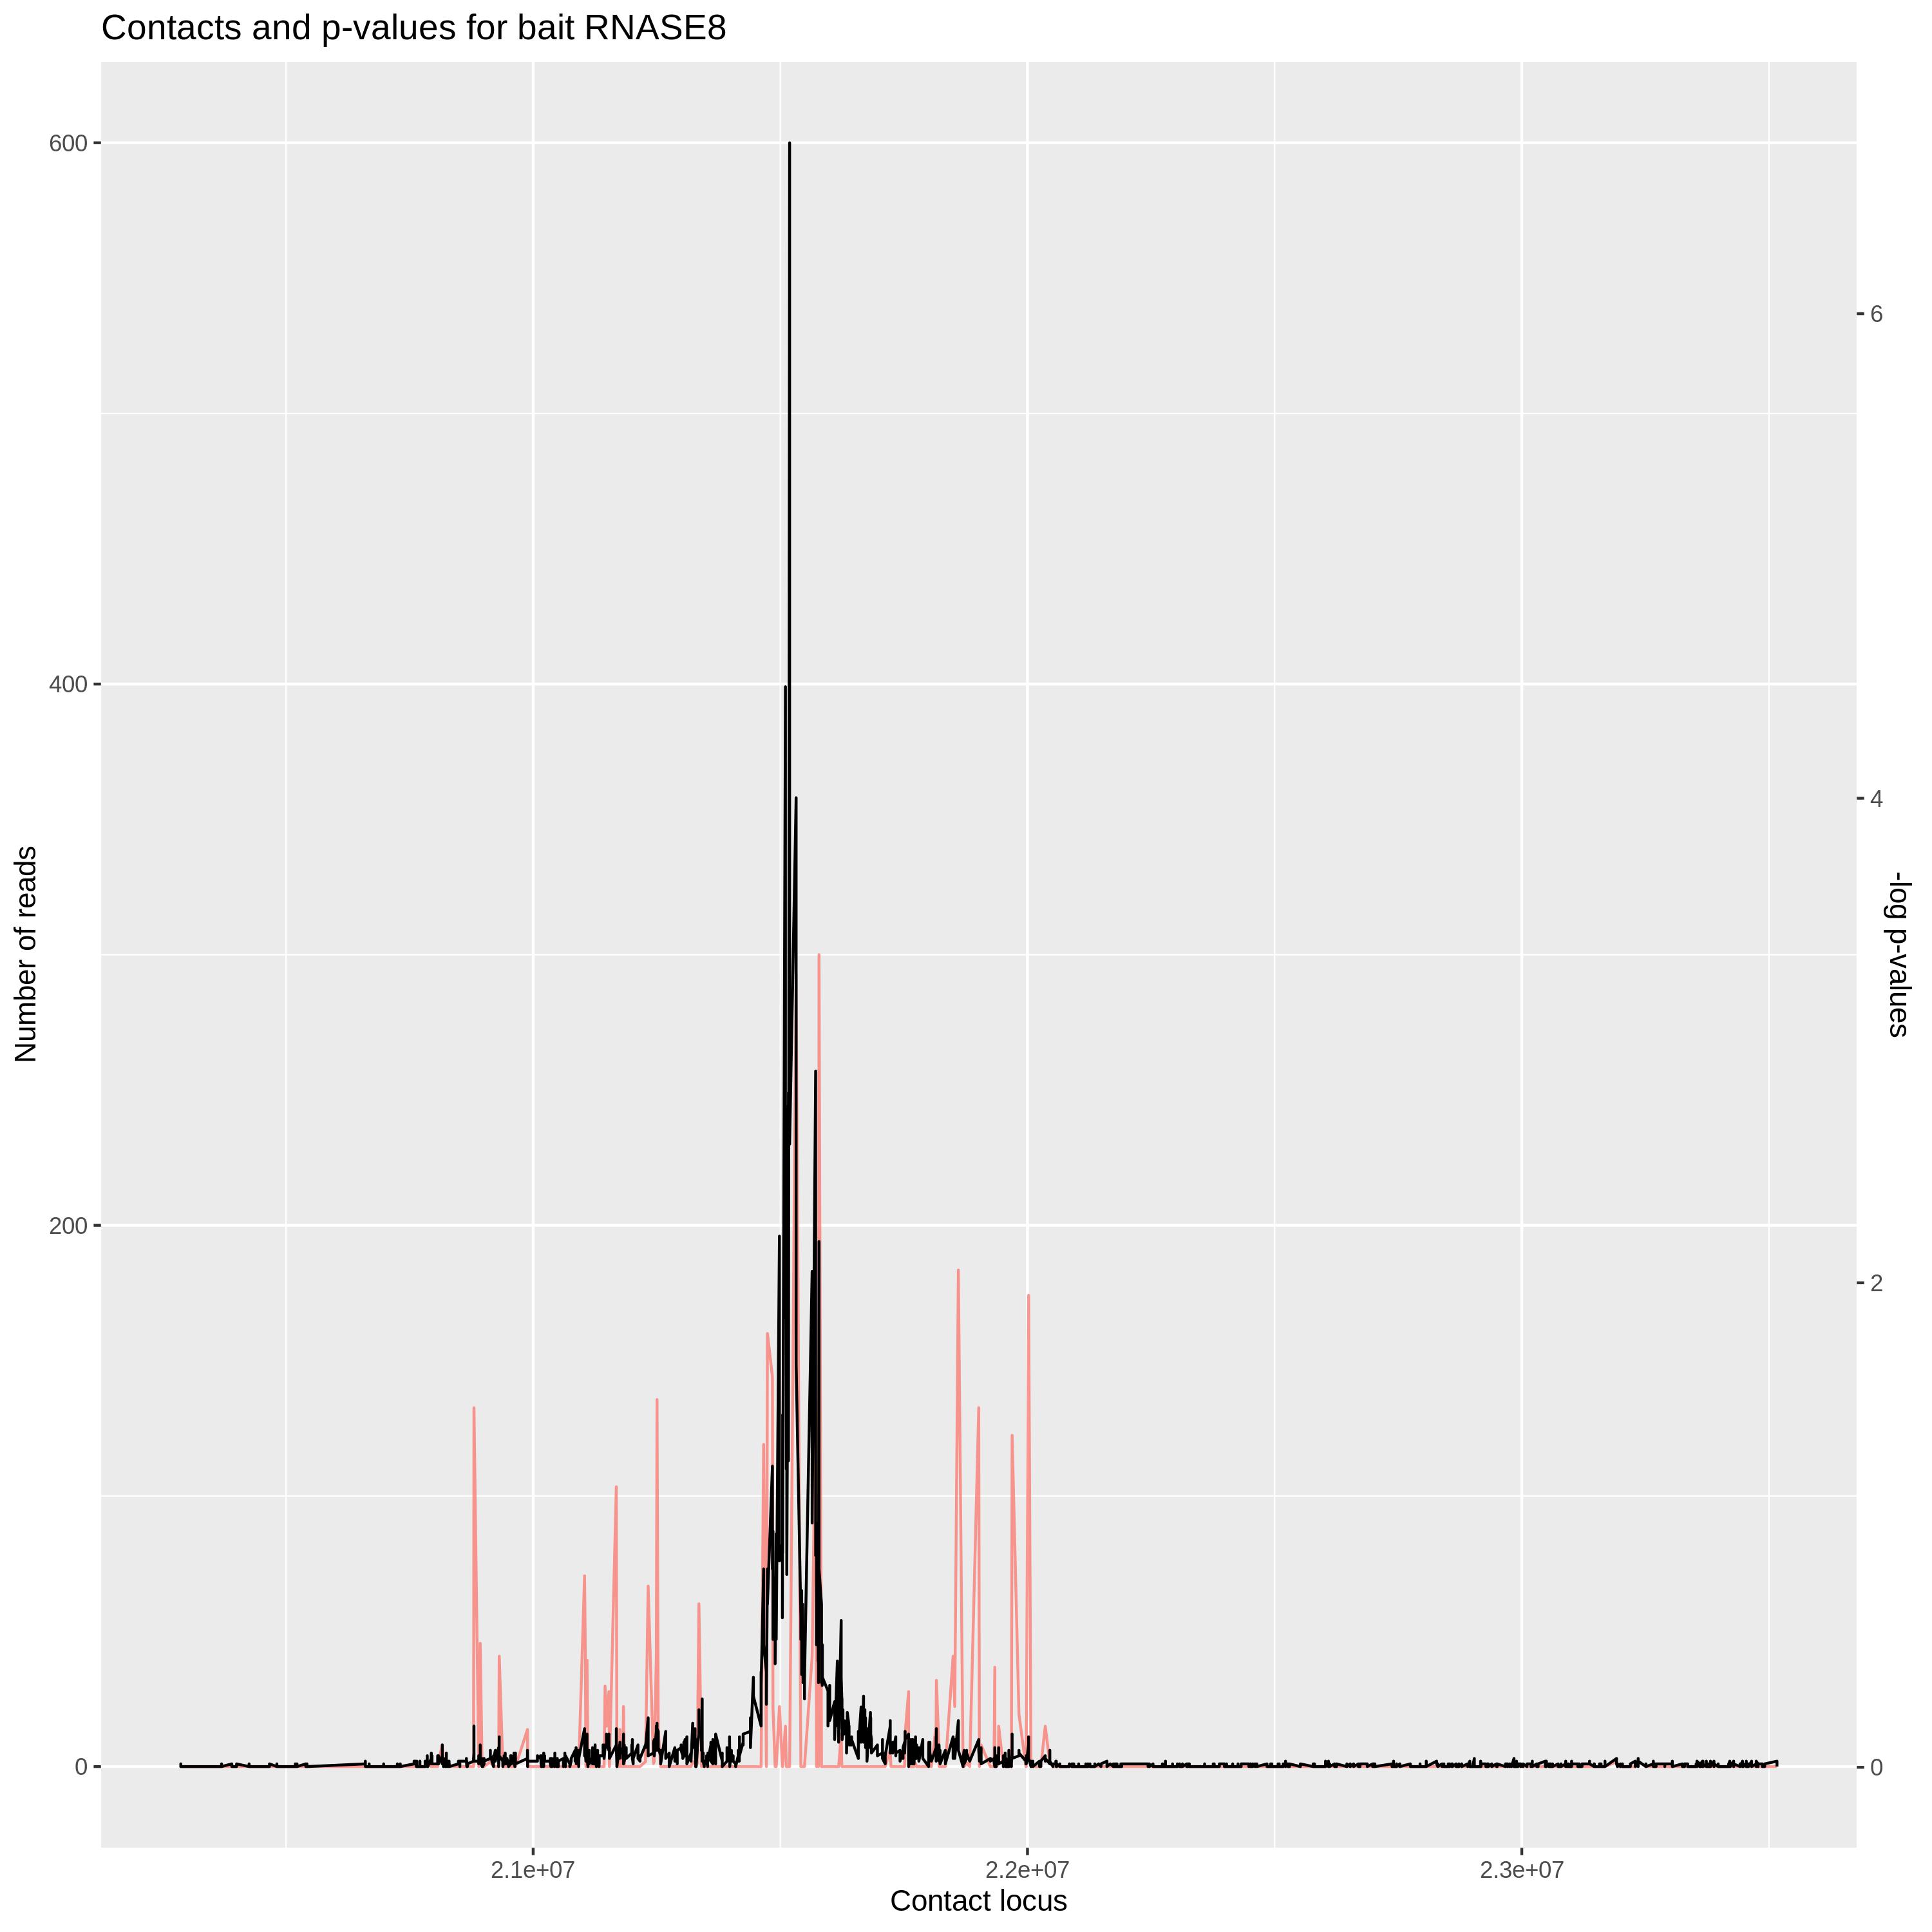 Contacts and p-values for bait RNASE8
600
400
200
0
Number of reads
6
4
2
0
-log p-values
2.1e+07
2.2e+07
2.3e+07
Contact locus